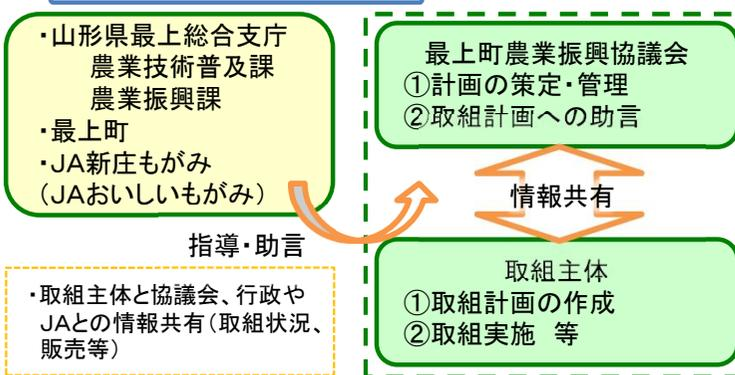 ・山形県最上総合支庁
農業技術普及課
農業振興課
・最上町
・JA新庄もがみ
(JAおいしいもがみ)
指導・助言
・取組主体と協議会、行政や
JAとの情報共有(取組状況、
販売等)
最上町農業振興協議会
①計画の策定・管理
②取組計画への助言
情報共有
取組主体
①取組計画の作成
②取組実施 等